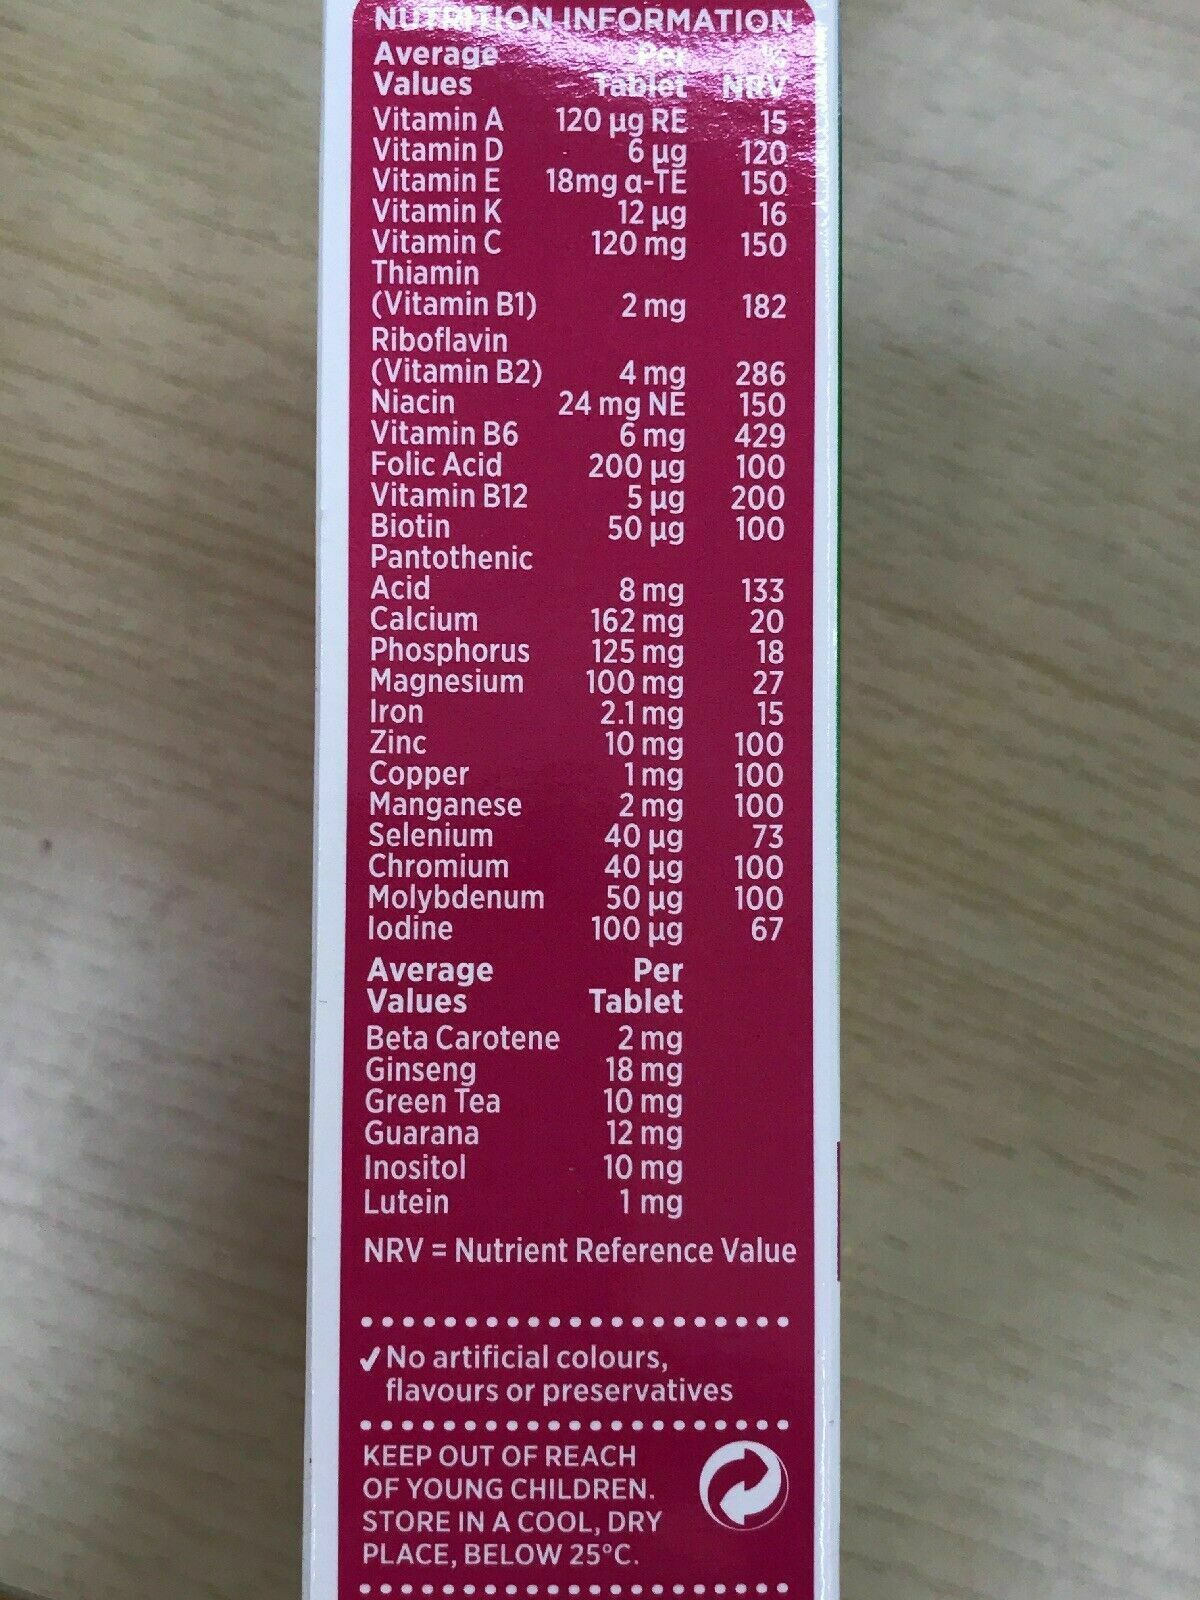 NUTRITION INFORMATION
Average Per %
Values Tablet NRV
Vitamin A 120 µg RE 15
Vitamin D 6 µg 120
Vitamin E 18mg α-TE 150
Vitamin K 12 µg 16
Vitamin C 120 mg 150
Thiamin
(Vitamin B1) 2 mg 182
Riboflavin
(Vitamin B2) 4 mg 286
Niacin 24 mg NE 150
Vitamin B6 6 mg 429
Folic Acid 200 µg 100
Vitamin B12 5 µg 200
Biotin 50 µg 100
Pantothenic
Acid 8 mg 133
Calcium 162 mg 20
Phosphorus 125 mg 18
Magnesium 100 mg 27
Iron 2.1 mg 15
Zinc 10 mg 100
Copper 1 mg 100
Manganese 2 mg 100
Selenium 40 µg 73
Chromium 40 µg 100
Molybdenum 50 µg 100
Iodine 100 µg 67
Average Per
Values Tablet
Beta Carotene 2 mg
Ginseng 18 mg
Green Tea 10 mg
Guarana 12 mg
Inositol 10 mg
Lutein 1 mg
NRV = Nutrient Reference Value
✓No artificial colours,
flavours or preservatives
KEEP OUT OF REACH
OF YOUNG CHILDREN.
STORE IN A COOL, DRY
PLACE, BELOW 25°C.